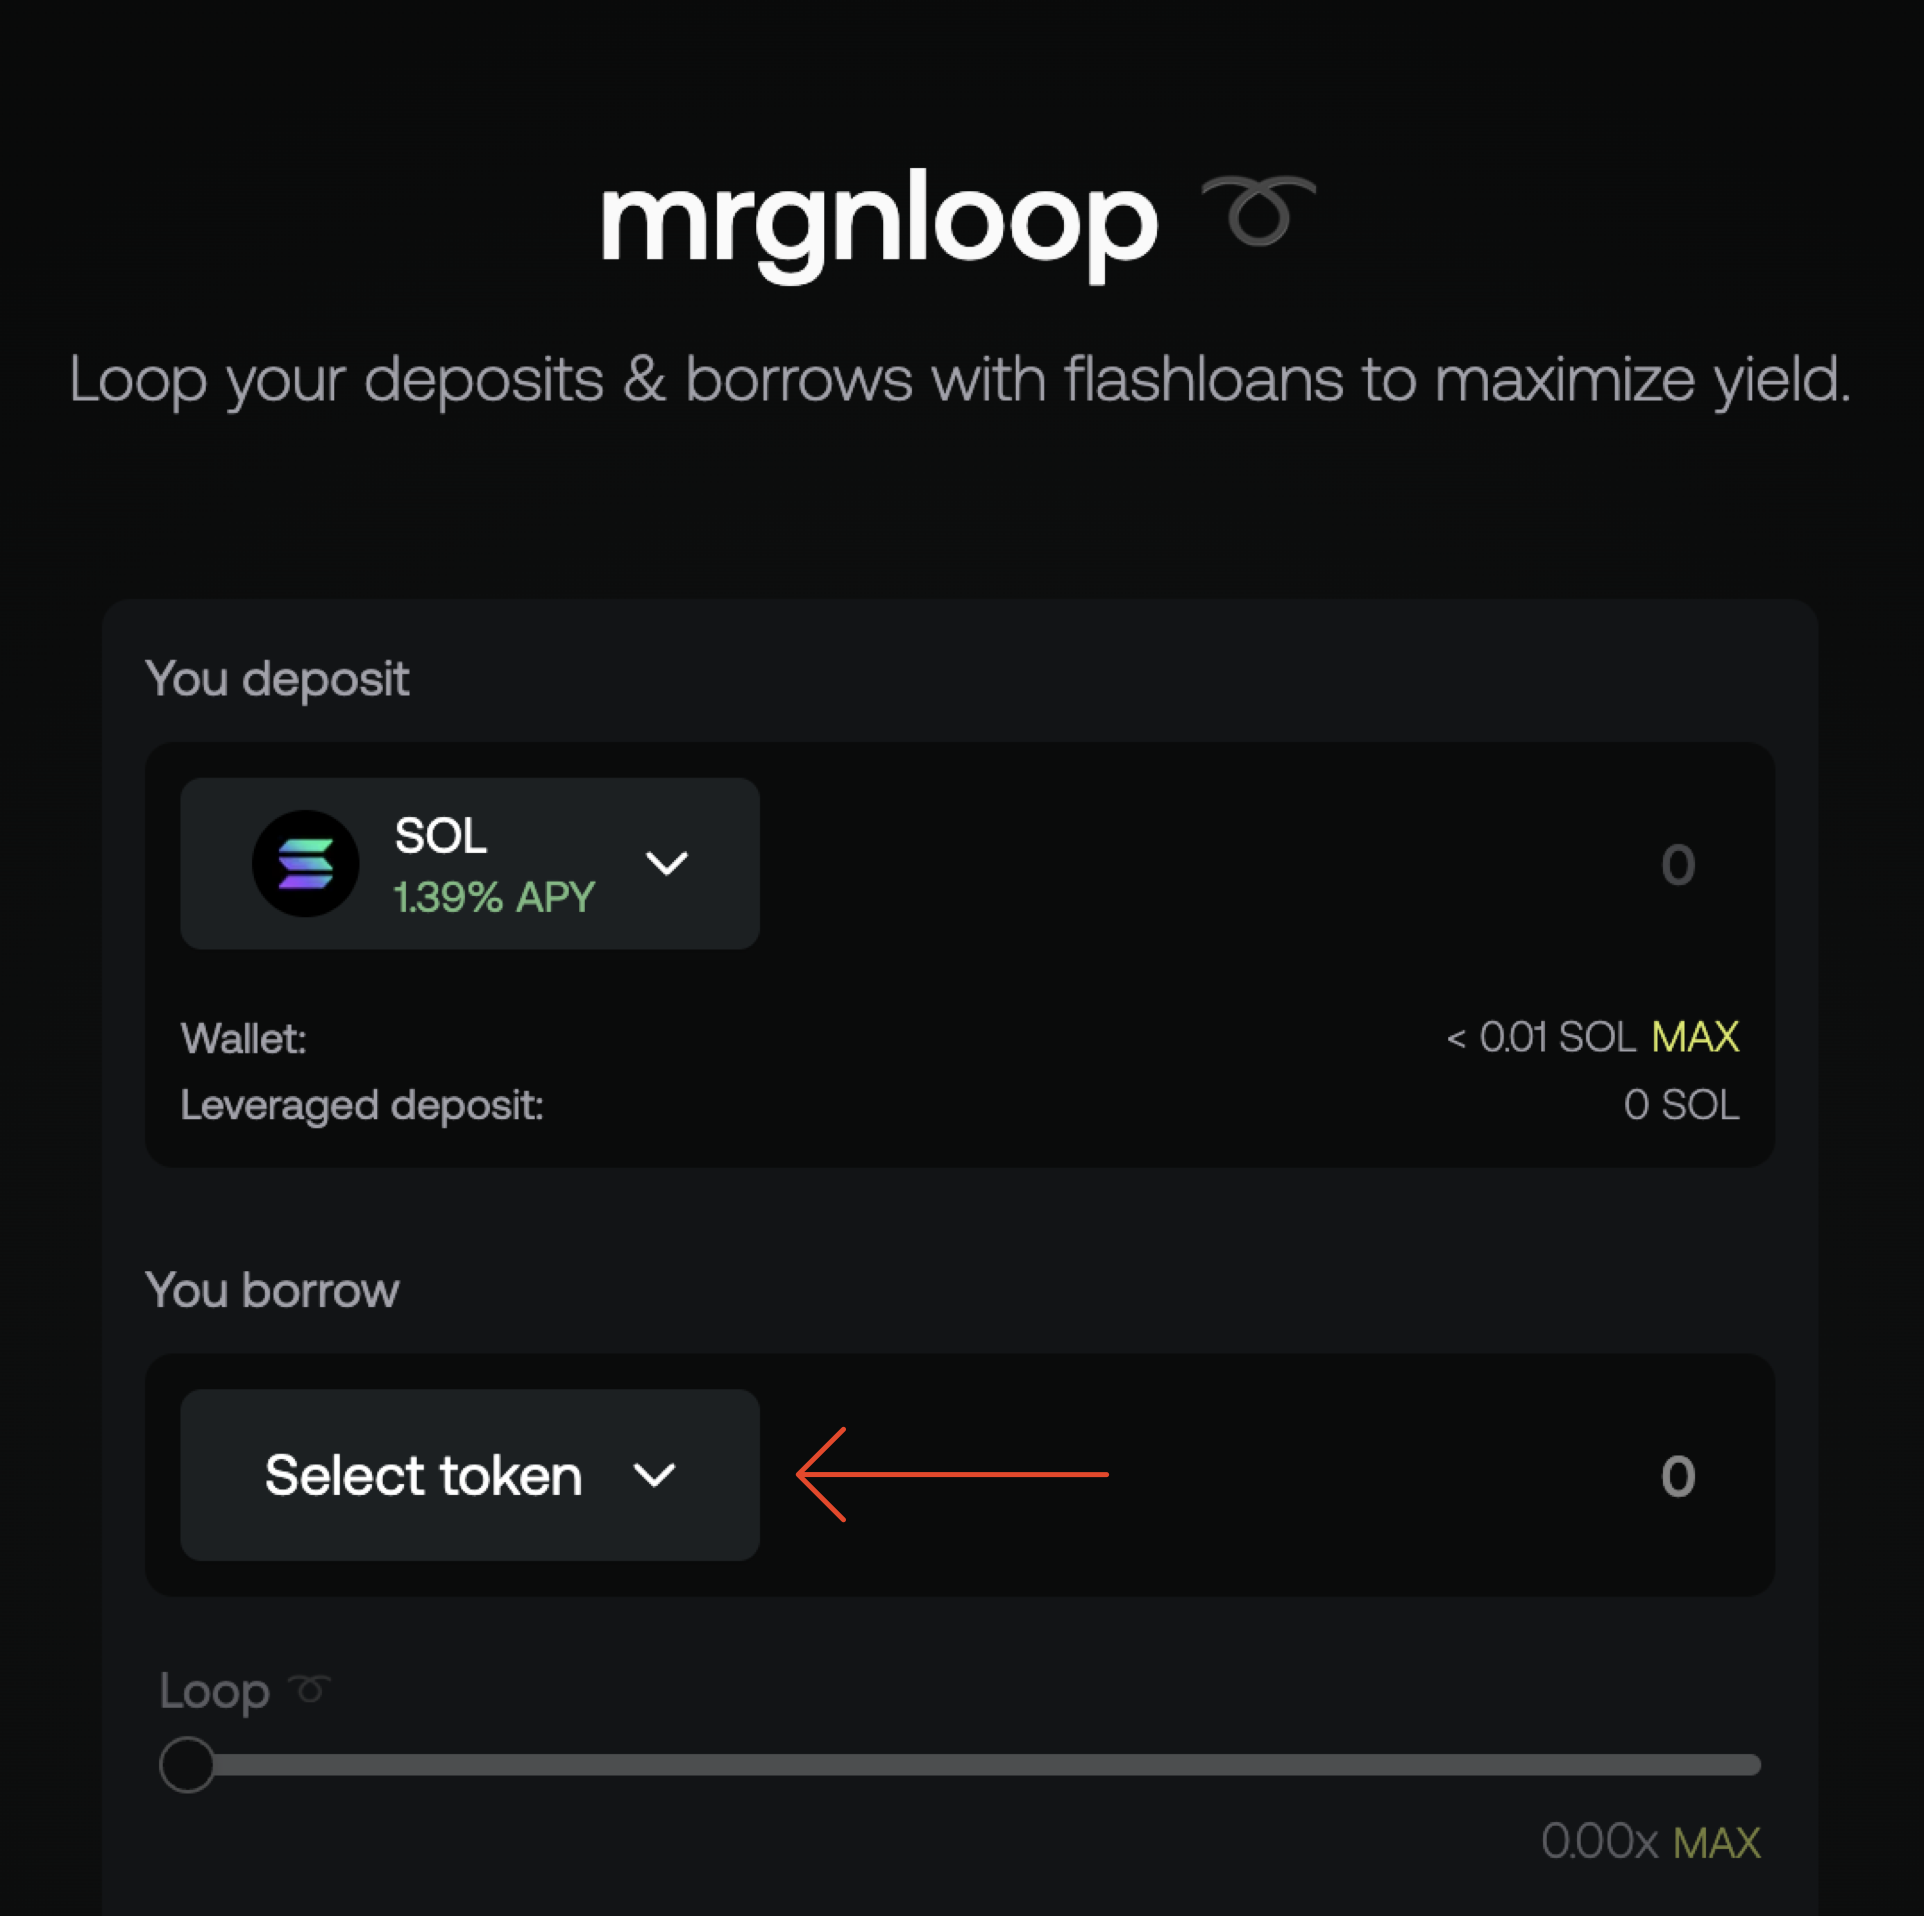 mrgnloop ➰
Loop your deposits & borrows with flashloans to maximize yield.
You deposit
SOL
1.39% APY
0
Wallet:
< 0.01 SOL MAX
Leveraged deposit:
0 SOL
You borrow
Select token
0
Loop ➰
0.00x MAX